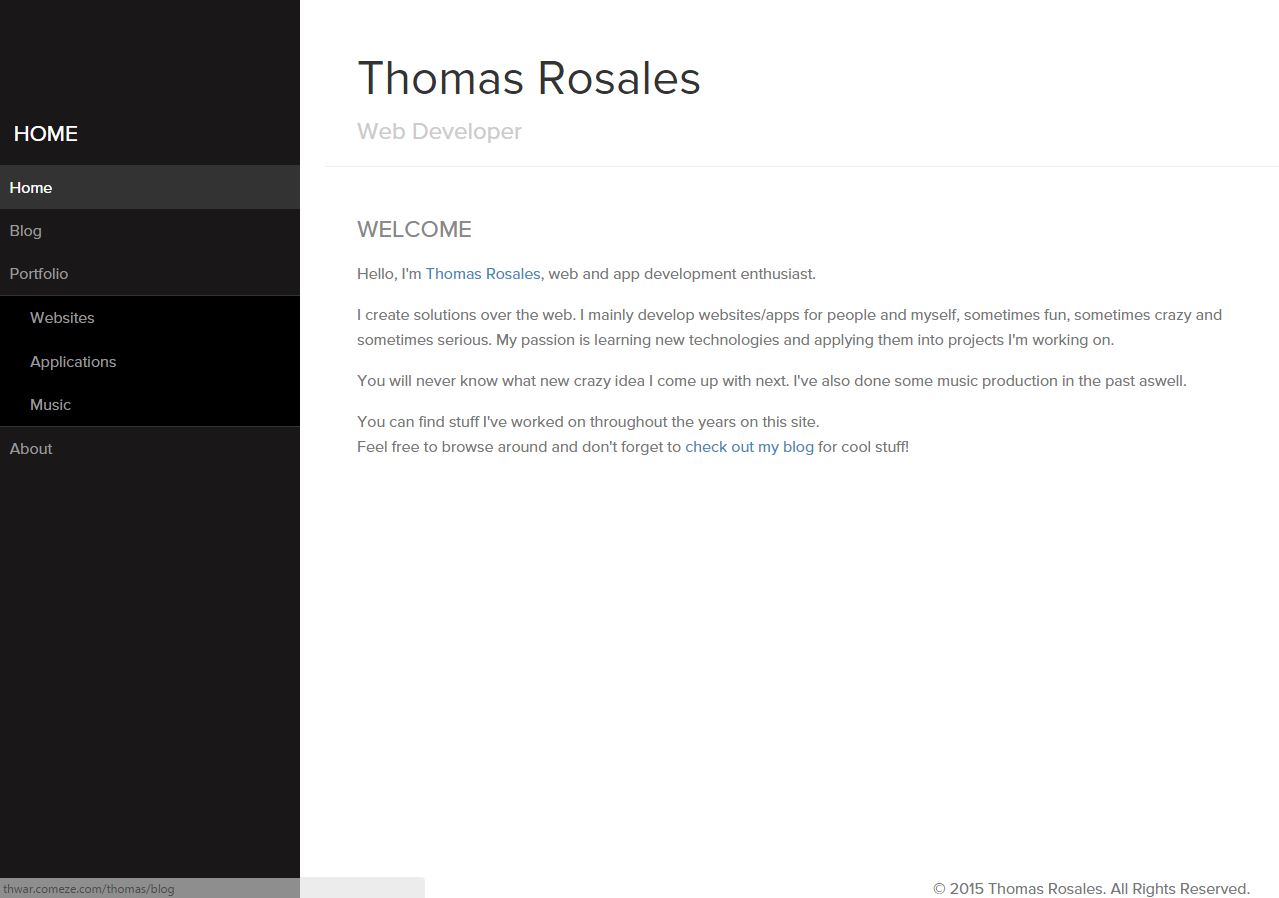 HOME
Home
Blog
Portfolio
Websites
Applications
Music
About
Thomas Rosales
Web Developer
WELCOME
Hello, I'm Thomas Rosales, web and app development enthusiast.
I create solutions over the web. I mainly develop websites/apps for people and myself, sometimes fun, sometimes crazy and
sometimes serious. My passion is learning new technologies and applying them into projects I'm working on.
You will never know what new crazy idea I come up with next. I've also done some music production in the past aswell.
You can find stuff I've worked on throughout the years on this site.
Feel free to browse around and don't forget to check out my blog for cool stuff!
thwar.comeze.com/thomas/blog
© 2015 Thomas Rosales. All Rights Reserved.